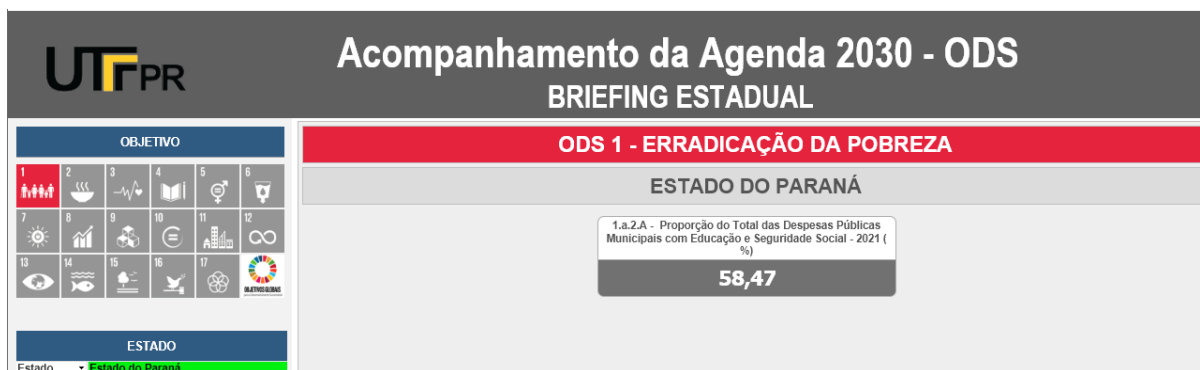 UTFPR
Acompanhamento da Agenda 2030 - ODS
BRIEFING ESTADUAL
OBJETIVO
1 2 3 4 5 6
7 8 9 10 11 12
13 14 15 16 17
OBJETIVOS GLOBAIS
ESTADO
Estado
Estado do Paraná
ODS 1 - ERRADICAÇÃO DA POBREZA
ESTADO DO PARANÁ
1.a.2.A - Proporção do Total das Despesas Públicas
Municipais com Educação e Seguridade Social - 2021 (
%)
58,47